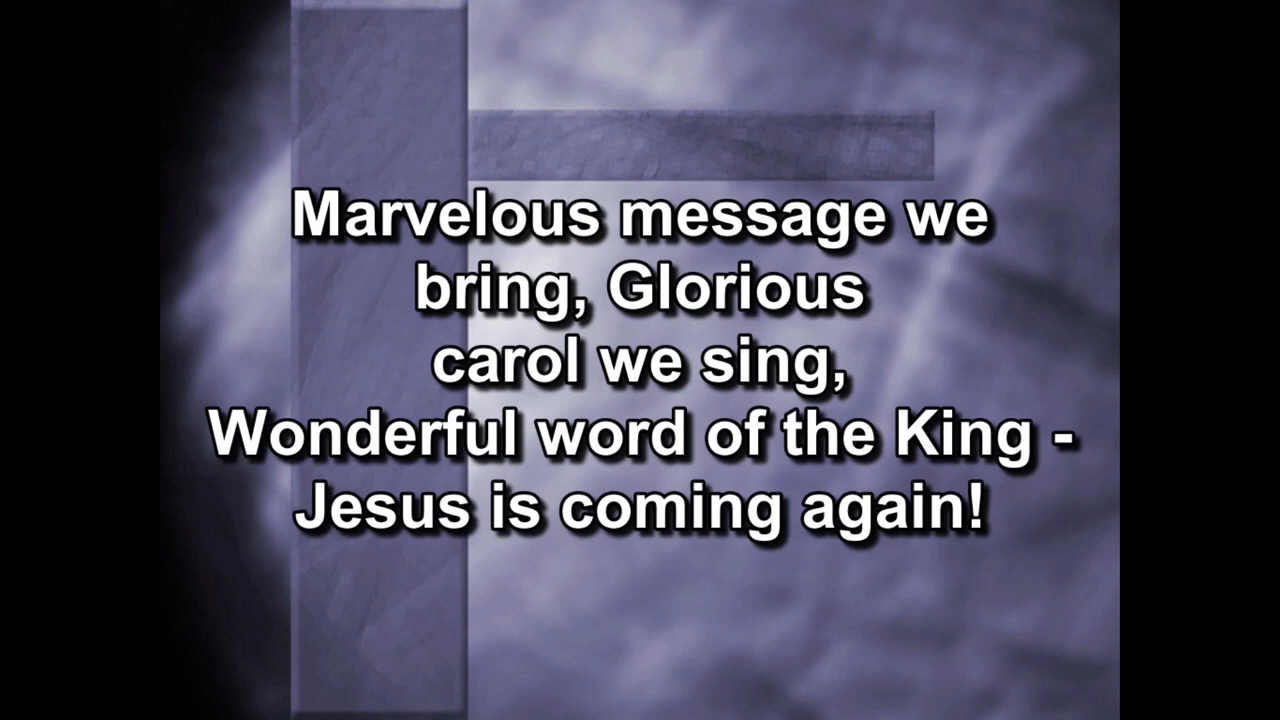 Marvelous message we
bring, Glorious
carol we sing,
Wonderful word of the King -
Jesus is coming again!